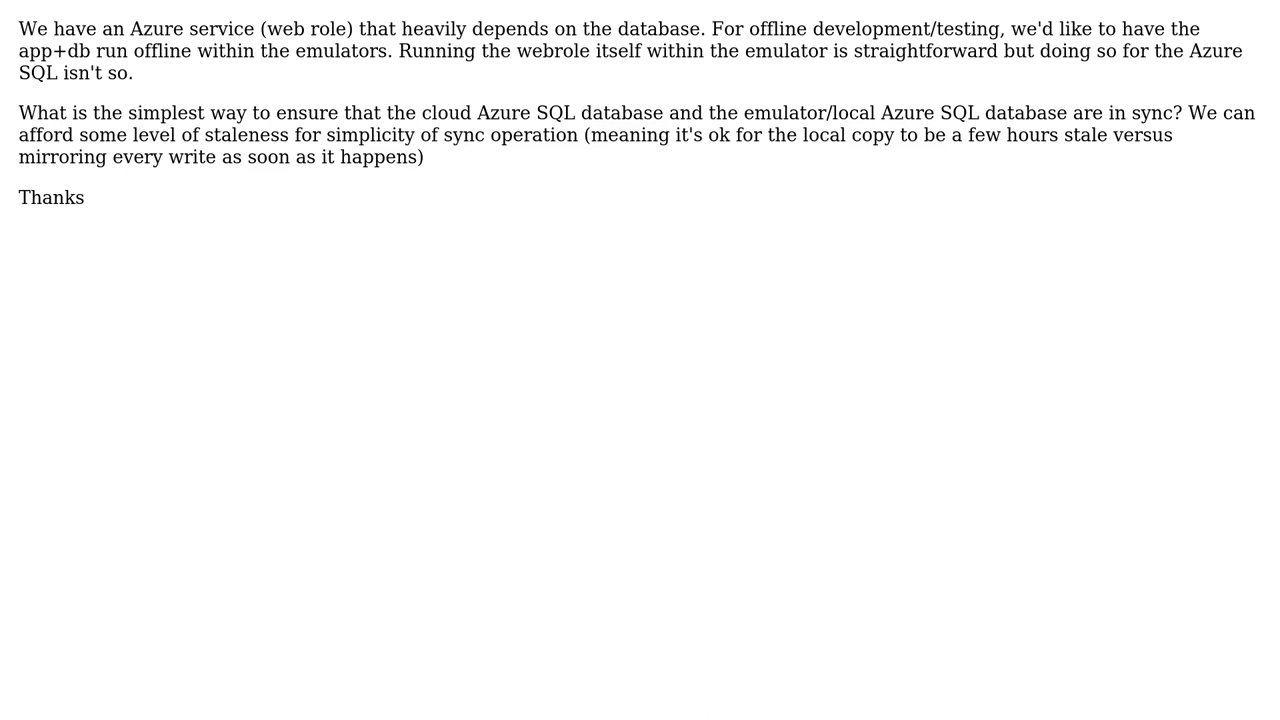 We have an Azure service (web role) that heavily depends on the database. For offline development/testing, we'd like to have the
app+db run offline within the emulators. Running the webrole itself within the emulator is straightforward but doing so for the Azure
SQL isn't so.
What is the simplest way to ensure that the cloud Azure SQL database and the emulator/local Azure SQL database are in sync? We can
afford some level of staleness for simplicity of sync operation (meaning it's ok for the local copy to be a few hours stale versus
mirroring every write as soon as it happens)
Thanks